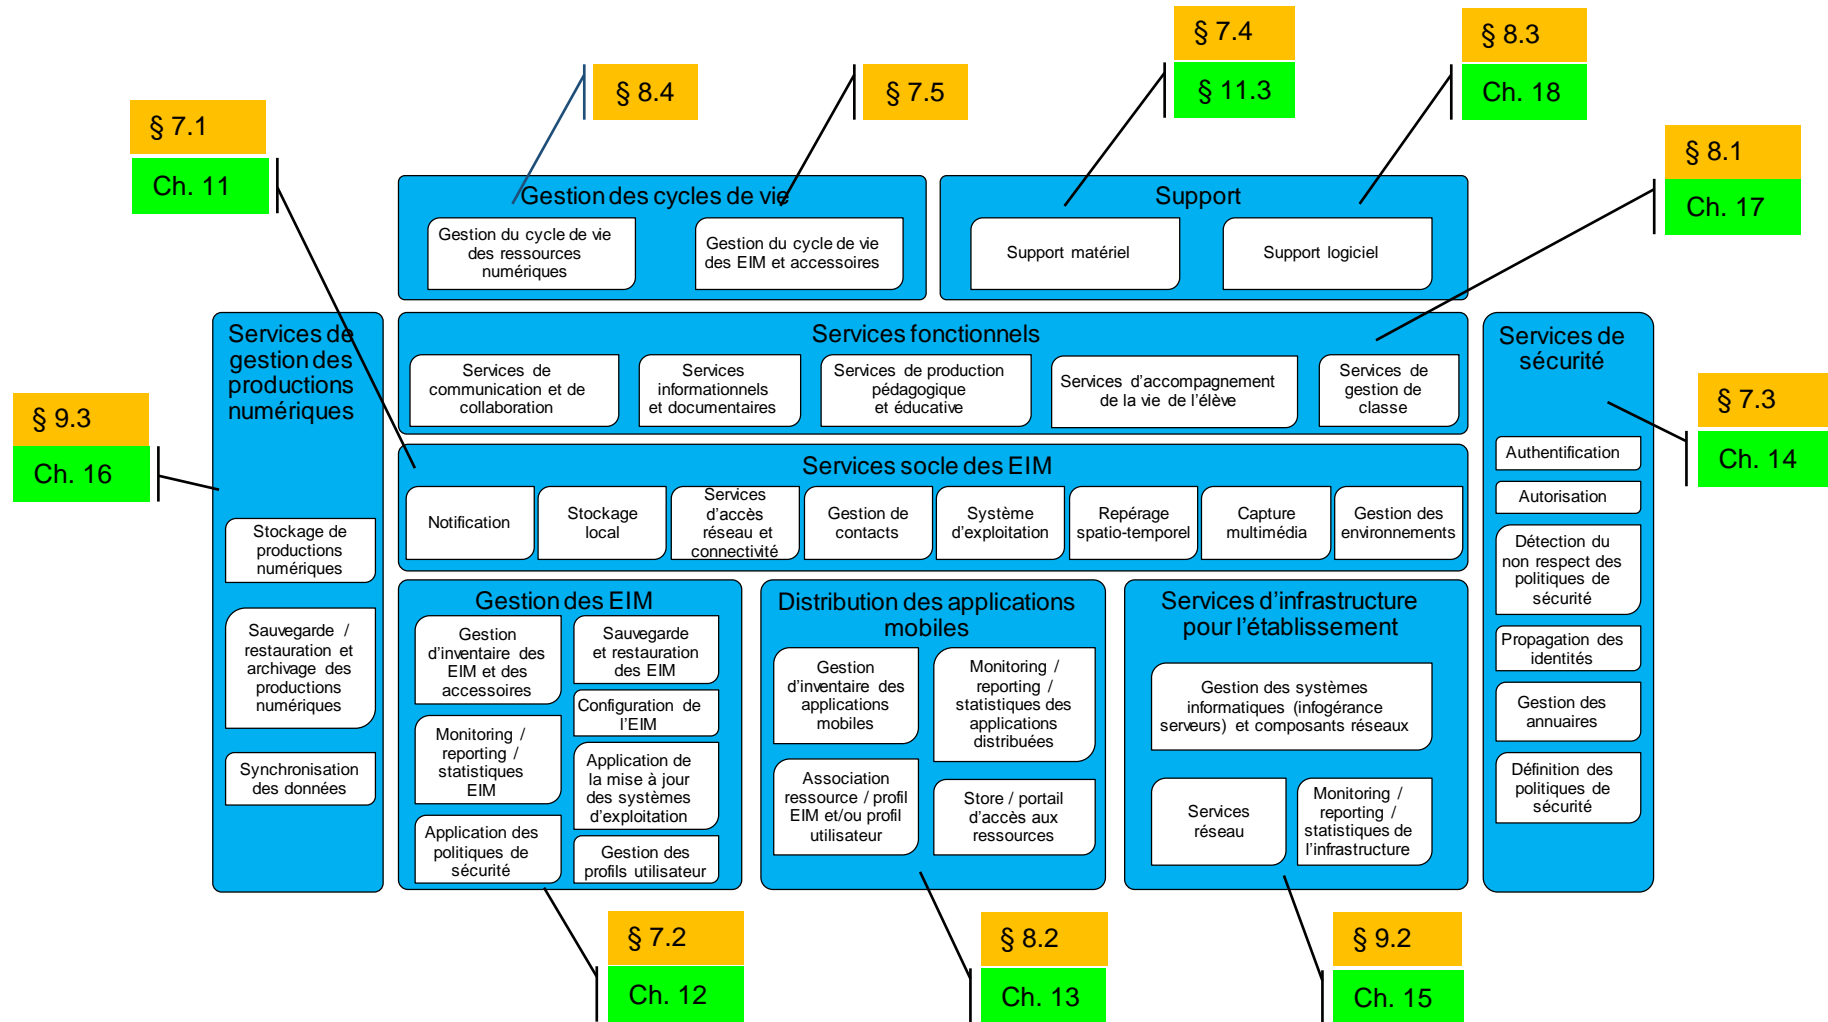 § 7.4
§ 11.3
§ 8.3
Ch. 18
§ 8.4
§ 7.5
§ 7.1
Ch. 11
§ 8.1
Ch. 17
Gestion des cycles de vie
Gestion du cycle de vie
des ressources
numériques
Gestion du cycle de vie
des EIM et accessoires
Support
Support matériel
Support logiciel
Services de
gestion des
productions
numériques
Stockage de
productions
numériques
Sauvegarde /
restauration et
archivage des
productions
numériques
Synchronisation
des données
§ 9.3
Ch. 16
Services fonctionnels
Services de
communication et de
collaboration
Services
informationnels
et documentaires
Services de production
pédagogique
et éducative
Services d’accompagnement
de la vie de l’élève
Services de
gestion de
classe
Services socle des EIM
Notification
Stockage
local
Services
d’accès
réseau et
connectivité
Gestion de
contacts
Système
d’exploitation
Repérage
spatio-temporel
Capture
multimédia
Gestion des
environnements
Services de
sécurité
Authentification
Autorisation
Détection du
non respect des
politiques de
sécurité
Propagation des
identités
Gestion des
annuaires
Définition des
politiques de
sécurité
§ 7.3
Ch. 14
Gestion des EIM
Gestion
d’inventaire des
EIM et des
accessoires
Monitoring /
reporting /
statistiques
EIM
Application des
politiques de
sécurité
Sauvegarde
et restauration
des EIM
Configuration de
l’EIM
Application de
la mise à jour
des systèmes
d’exploitation
Gestion des
profils utilisateur
Distribution des applications
mobiles
Gestion
d’inventaire des
applications
mobiles
Monitoring /
reporting /
statistiques des
applications
distribuées
Association
ressource / profil
EIM et/ou profil
utilisateur
Store / portail
d’accès aux
ressources
Services d’infrastructure
pour l’établissement
Gestion des systèmes
informatiques (infogérance
serveurs) et composants réseaux
Services
réseau
Monitoring /
reporting /
statistiques de
l’infrastructure
§ 7.2
Ch. 12
§ 8.2
Ch. 13
§ 9.2
Ch. 15